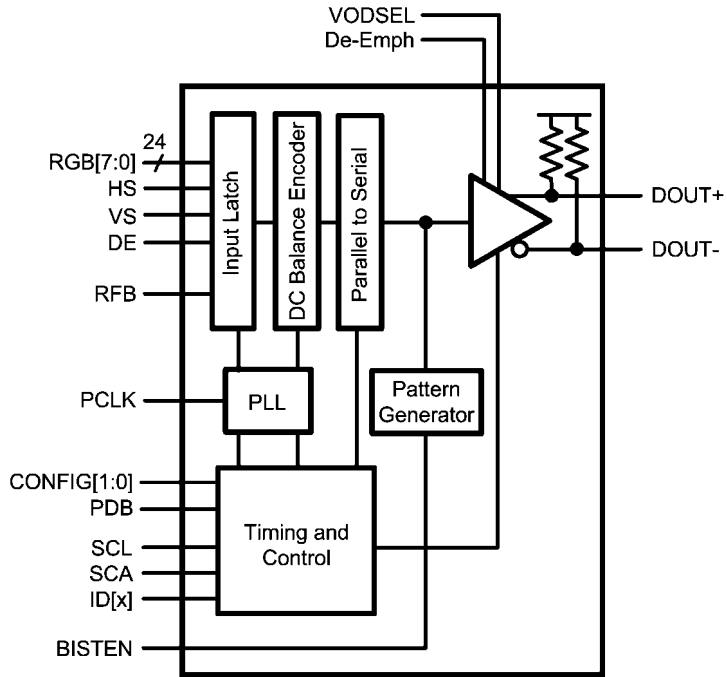 VODSEL
De-Emph
24
RGB[7:0]
HS
VS
DE
RFB
Input Latch
DC Balance Encoder
Parallel to Serial
DOUT+
DOUT-
PCLK
PLL
Pattern
Generator
CONFIG[1:0]
PDB
SCL
SCA
ID[x]
Timing and
Control
BISTEN